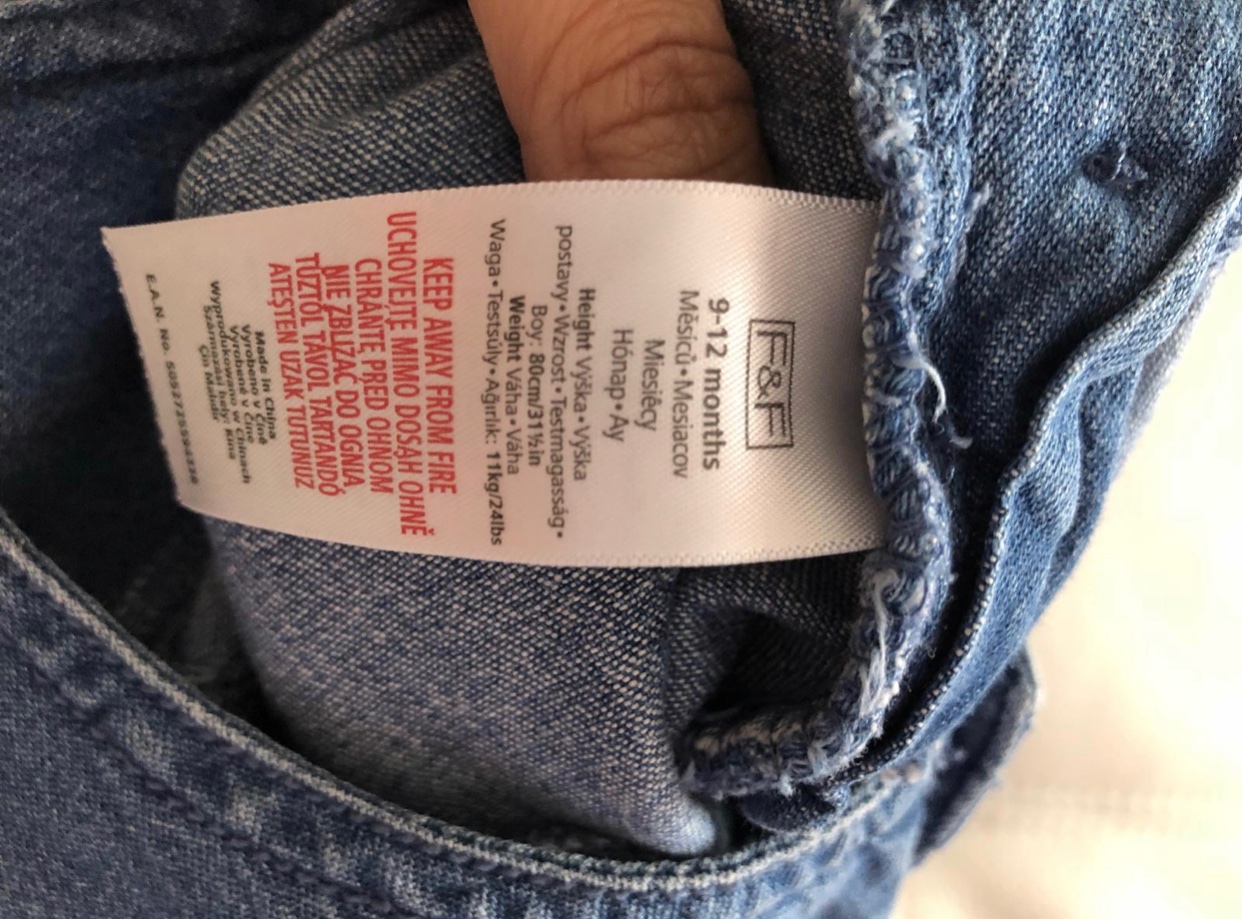 F&F
9-12 months
Měsíců • Mesiacov
Miesięcy
Hónap • Ay
Height Výška • Výška
postavy • Wzrost • Testmagasság •
Boy: 80cm/31½in
Weight Váha • Váha
Waga • Testsúly • Ağırlık: 11kg/24lbs
KEEP AWAY FROM FIRE
UCHOVEJTE MIMO DOSAH OHNĚ
CHRÁŇTE PRED OHŇOM
NIE ZBLIŻAĆ DO OGNIA
TŰZTŐL TÁVOL TARTANDÓ
ATEŞTEN UZAK TUTUNUZ
Made in China
Vyrobeno v Číně
Vyrobené v Číne
Wyprodukowano w Chinach
Származási hely: Kína
Çin Malıdır
E.A.N. No.